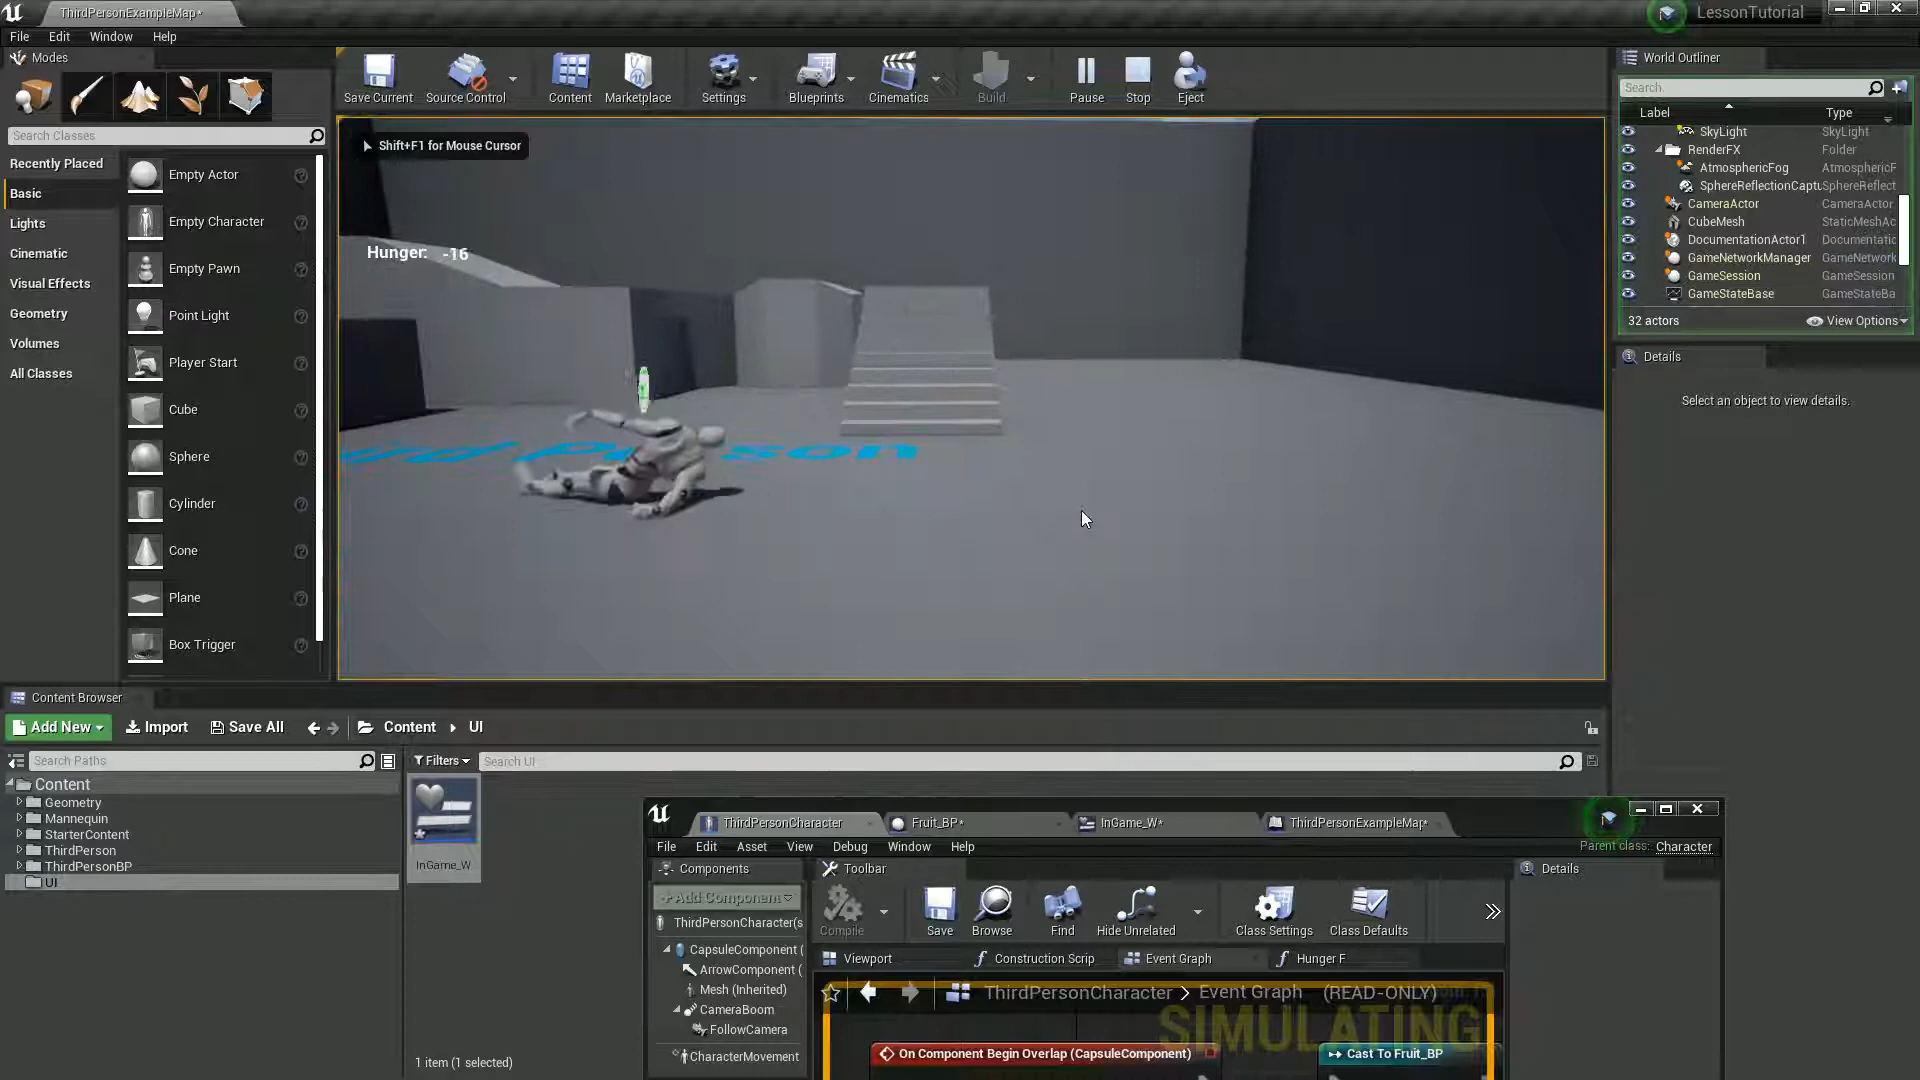 ThirdPersonExampleMap*
LessonTutorial
File Edit Window Help
Modes
Save Current
Source Control
Content
Marketplace
Settings
Blueprints
Cinematics
Build
Pause
Stop
Eject
Search Classes
Recently Placed
Basic
Lights
Cinematic
Visual Effects
Geometry
Volumes
All Classes
Empty Actor
Empty Character
Empty Pawn
Point Light
Player Start
Cube
Sphere
Cylinder
Cone
Plane
Box Trigger
Shift+F1 for Mouse Cursor
Hunger: -16
World Outliner
Search
Label Type
SkyLight SkyLight
RenderFX Folder
AtmosphericFog AtmosphericF
SphereReflectionCaptu SphereReflect
CameraActor CameraActor
CubeMesh StaticMeshAc
DocumentationActor1 Documentatic
GameNetworkManager GameNetwork
GameSession GameSession
GameStateBase GameStateBa
32 actors View Options
Details
Select an object to view details.
Content Browser
Add New Import Save All Content UI
Search Paths
Filters
Search UI
Content
Geometry
Mannequin
StarterContent
ThirdPerson
ThirdPersonBP
UI
InGame_W
1 item (1 selected)
ThirdPersonCharacter
Fruit_BP*
InGame_W*
ThirdPersonExampleMap*
File Edit Asset View Debug Window Help
Parent class: Character
Components
Toolbar
Details
+Add Component
ThirdPersonCharacter(s
CapsuleComponent (
ArrowComponent (
Mesh (Inherited)
CameraBoom
FollowCamera
CharacterMovement
Compile
Save
Browse
Find
Hide Unrelated
Class Settings
Class Defaults
Viewport
Construction Scrip
Event Graph
Hunger F
ThirdPersonCharacter > Event Graph (READ-ONLY)
SIMULATING
On Component Begin Overlap (CapsuleComponent)
Cast To Fruit_BP